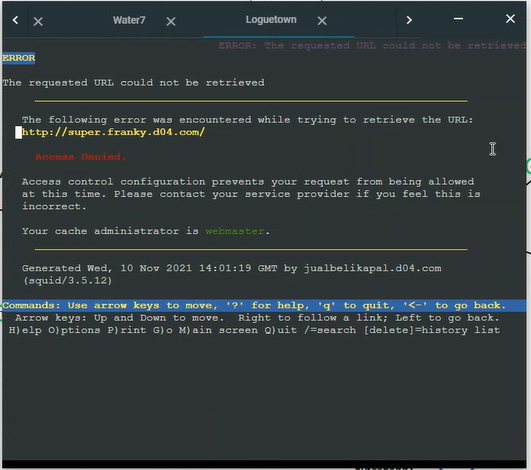 Water7
Loguetown
ERROR: The requested URL could not be retrieved
ERROR
The requested URL could not be retrieved
The following error was encountered while trying to retrieve the URL:
http://super.franky.d04.com/
Access Denied.
Access control configuration prevents your request from being allowed
at this time. Please contact your service provider if you feel this is
incorrect.
Your cache administrator is webmaster.
Generated Wed, 10 Nov 2021 14:01:19 GMT by jualbelikapal.d04.com
(squid/3.5.12)
Commands: Use arrow keys to move, '?' for help, 'q' to quit, '<-' to go back.
Arrow keys: Up and Down to move. Right to follow a link; Left to go back.
H)elp O)ptions P)rint G)o M)ain screen Q)uit /=search [delete]=history list